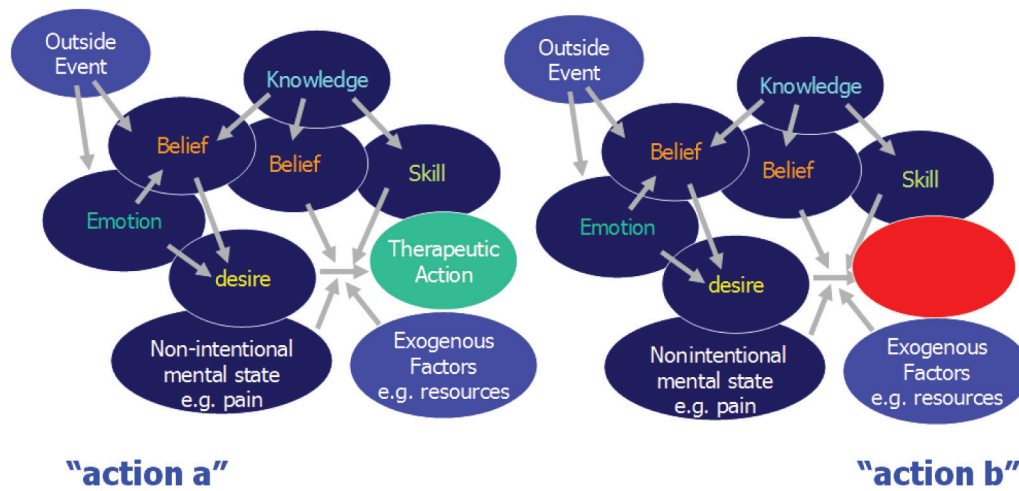 Outside
Event
Knowledge
Belief
Belief
Skill
Emotion
Therapeutic
Action
desire
Non-intentional
mental state
e.g. pain
Exogenous
Factors
e.g. resources
"action a"
Outside
Event
Knowledge
Belief
Belief
Skill
Emotion
desire
Nonintentional
mental state
e.g. pain
Exogenous
Factors
e.g. resources
"action b"